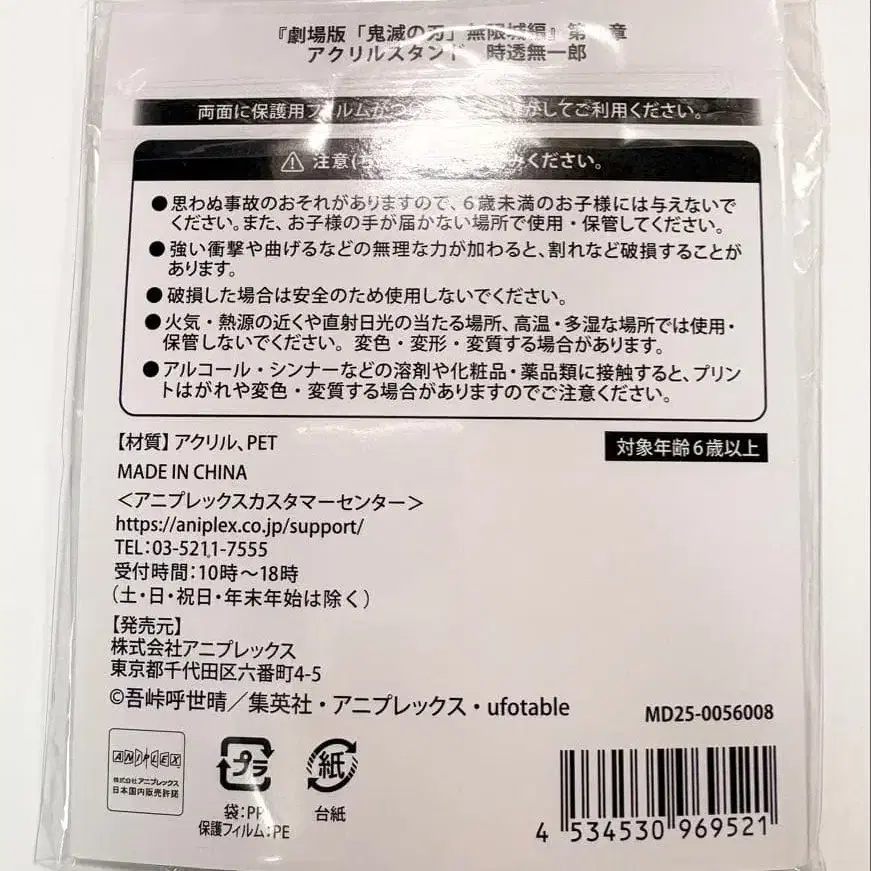 『劇場版「鬼滅の刃」無限城編』第 章
アクリルスタンド 時透無一郎
両面に保護用フィルムがつい がしてご利用ください。
注意 ください。
●思わぬ事故のおそれがありますので、6歳未満のお子様には与えないで
ください。また、お子様の手が届かない場所で使用・保管してください。
●強い衝撃や曲げるなどの無理な力が加わると、割れなど破損することが
あります。
●破損した場合は安全のため使用しないでください。
●火気・熱源の近くや直射日光の当たる場所、高温・多湿な場所では使用・
保管しないでください。変色・変形・変質する場合があります。
●アルコール・シンナーなどの溶剤や化粧品・薬品類に接触すると、プリン
トはがれや変色・変質する場合がありますのでご注意ください。
【材質】アクリル、PET
対象年齢6歳以上
MADE IN CHINA
＜アニプレックスカスタマーセンター＞
https://aniplex.co.jp/support/
TEL:03-5211-7555
受付時間:10時〜18時
(土・日・祝日・年末年始は除く)
【発売元】
株式会社アニプレックス
東京都千代田区六番町4-5
©吾峠呼世晴／集英社・アニプレックス・ufotable
MD25-0056008
ANIPLEX
株式会社アニプレックス
日本国内販売許諾
プラ
袋:PP
保護フィルム:PE
紙
台紙
4 534530 969521